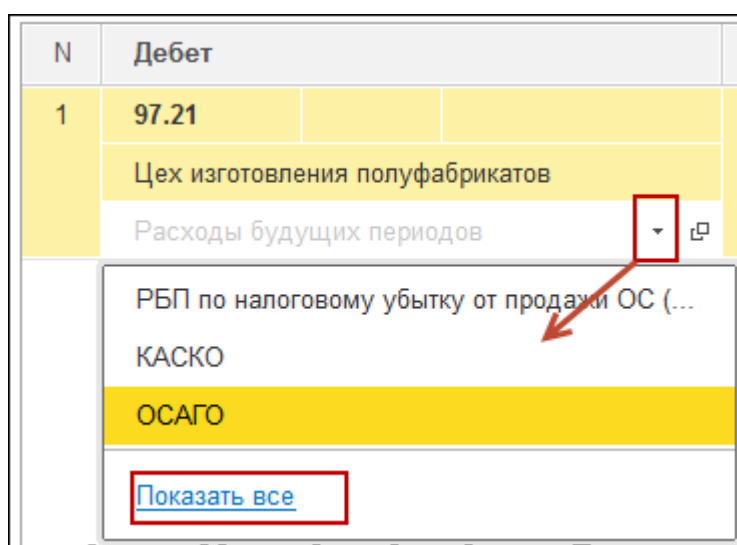 N Дебет
1 97.21
Цех изготовления полуфабрикатов
Расходы будущих периодов
РБП по налоговому убытку от продажи ОС (...
КАСКО
ОСАГО
Показать все